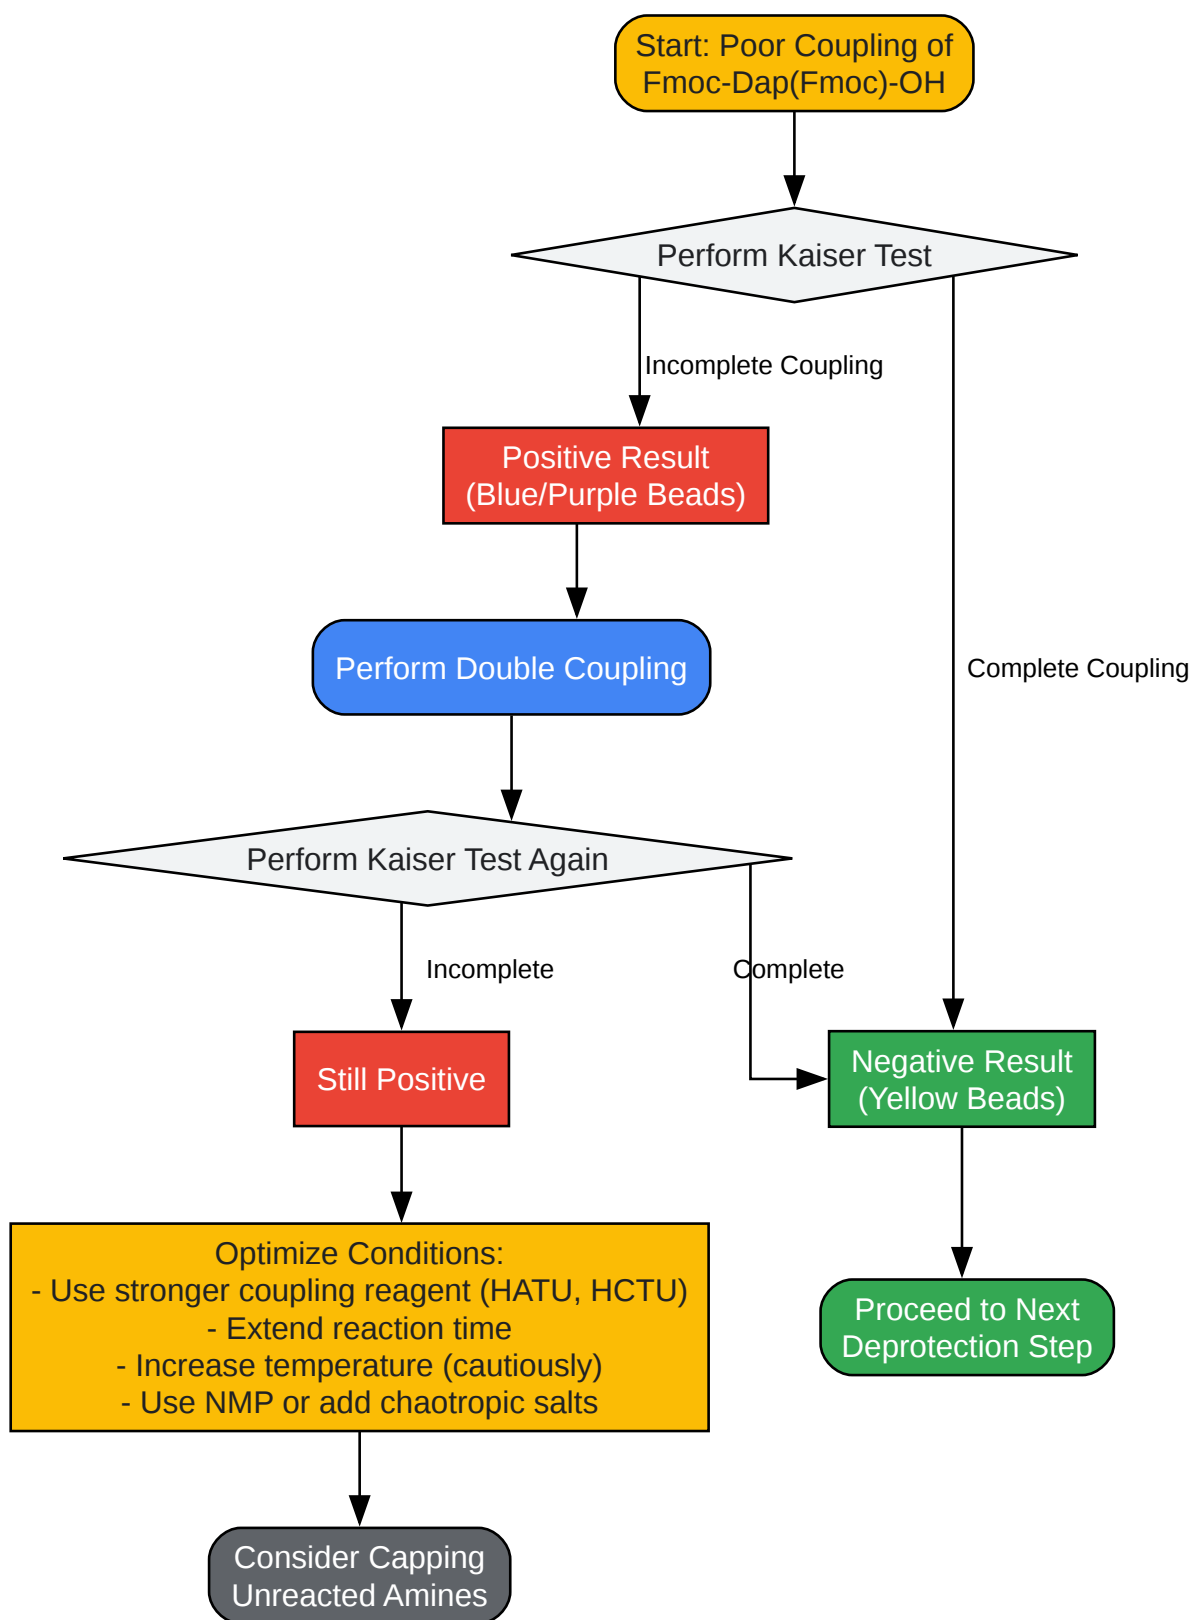 Start: Poor Coupling of
Fmoc-Dap(Fmoc)-OH
Perform Kaiser Test
Incomplete Coupling
Positive Result
(Blue/Purple Beads)
Perform Double Coupling
Complete Coupling
Perform Kaiser Test Again
Incomplete
Complete
Still Positive
Negative Result
(Yellow Beads)
Optimize Conditions:
- Use stronger coupling reagent (HATU, HCTU)
- Extend reaction time
- Increase temperature (cautiously)
- Use NMP or add chaotropic salts
Proceed to Next
Deprotection Step
Consider Capping
Unreacted Amines